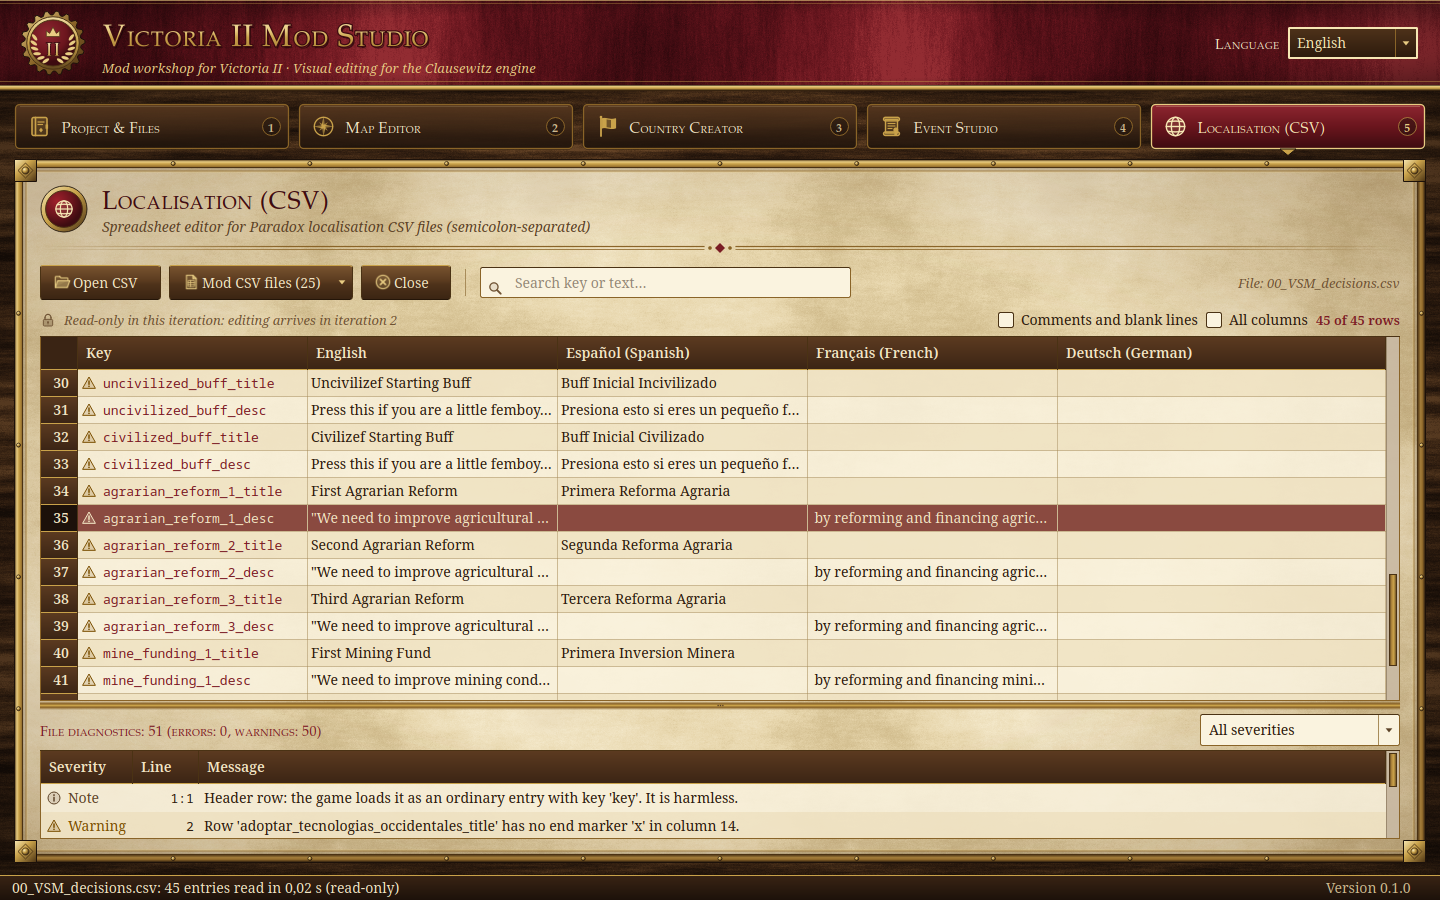 Victoria II Mod Studio
Mod workshop for Victoria II · Visual editing for the Clausewitz engine
Language English
II
Project & Files 1
Map Editor 2
Country Creator 3
Event Studio 4
Localisation (CSV) 5
Localisation (CSV)
Spreadsheet editor for Paradox localisation CSV files (semicolon-separated)
Open CSV Mod CSV files (25) Close Search key or text... File: 00_VSM_decisions.csv
Read-only in this iteration: editing arrives in iteration 2 Comments and blank lines All columns 45 of 45 rows
Key English Español (Spanish) Français (French) Deutsch (German)
30 uncivilized_buff_title Uncivilizef Starting Buff Buff Inicial Incivilizado
31 uncivilized_buff_desc Press this if you are a little femboy... Presiona esto si eres un pequeño f...
32 civilized_buff_title Civilizef Starting Buff Buff Inicial Civilizado
33 civilized_buff_desc Press this if you are a little femboy... Presiona esto si eres un pequeño f...
34 agrarian_reform_1_title First Agrarian Reform Primera Reforma Agraria
35 agrarian_reform_1_desc "We need to improve agricultural ... by reforming and financing agric...
36 agrarian_reform_2_title Second Agrarian Reform Segunda Reforma Agraria
37 agrarian_reform_2_desc "We need to improve agricultural ... by reforming and financing agric...
38 agrarian_reform_3_title Third Agrarian Reform Tercera Reforma Agraria
39 agrarian_reform_3_desc "We need to improve agricultural ... by reforming and financing agric...
40 mine_funding_1_title First Mining Fund Primera Inversion Minera
41 mine_funding_1_desc "We need to improve mining cond... by reforming and financing mini...
File diagnostics: 51 (errors: 0, warnings: 50) All severities
Severity Line Message
Note 1:1 Header row: the game loads it as an ordinary entry with key 'key'. It is harmless.
Warning 2 Row 'adoptar_tecnologias_occidentales_title' has no end marker 'x' in column 14.
00_VSM_decisions.csv: 45 entries read in 0,02 s (read-only) Version 0.1.0